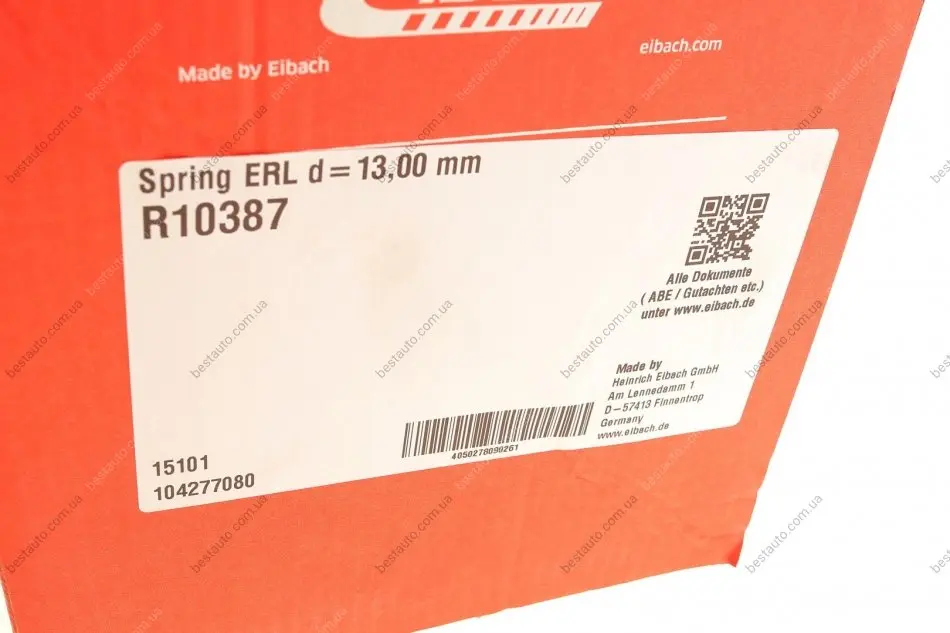 Made by Eibach
eibach.com
Spring ERL d=13,00 mm
R10387
Alle Dokumente
( ABE / Gutachten etc.)
unter www.eibach.de
Made by
Heinrich Eibach GmbH
Am Lennedamm 1
D-57413 Finnentrop
Germany
www.eibach.de
4050278090261
15101
104277080
bestauto.com.ua